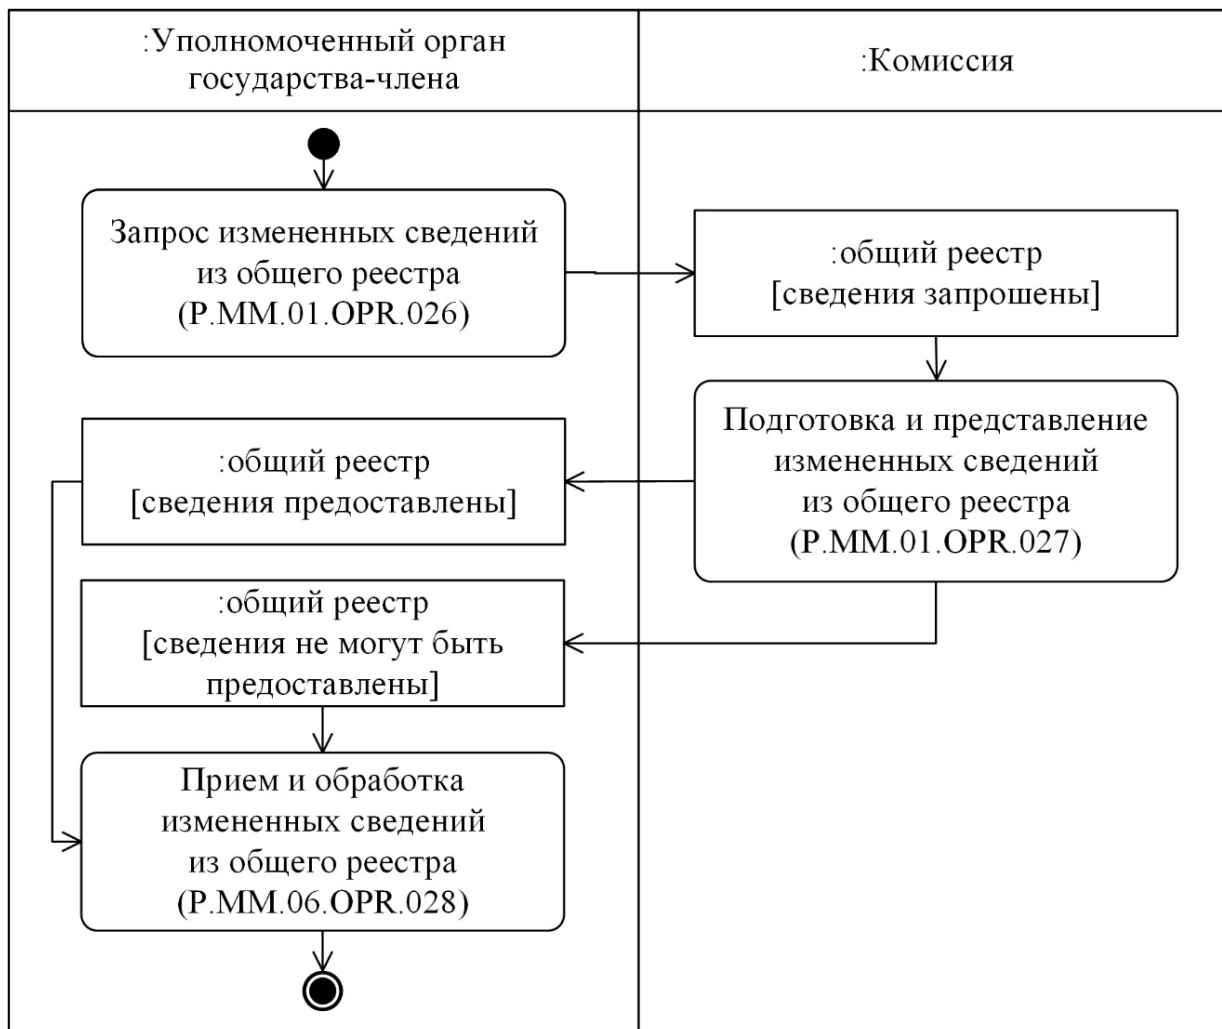 :Уполномоченный орган
государства-члена
:Комиссия
Запрос измененных сведений
из общего реестра
(P.MM.01.OPR.026)
:общий реестр
[сведения запрошены]
Подготовка и представление
измененных сведений
из общего реестра
(P.MM.01.OPR.027)
:общий реестр
[сведения предоставлены]
:общий реестр
[сведения не могут быть
предоставлены]
Прием и обработка
измененных сведений
из общего реестра
(P.MM.06.OPR.028)